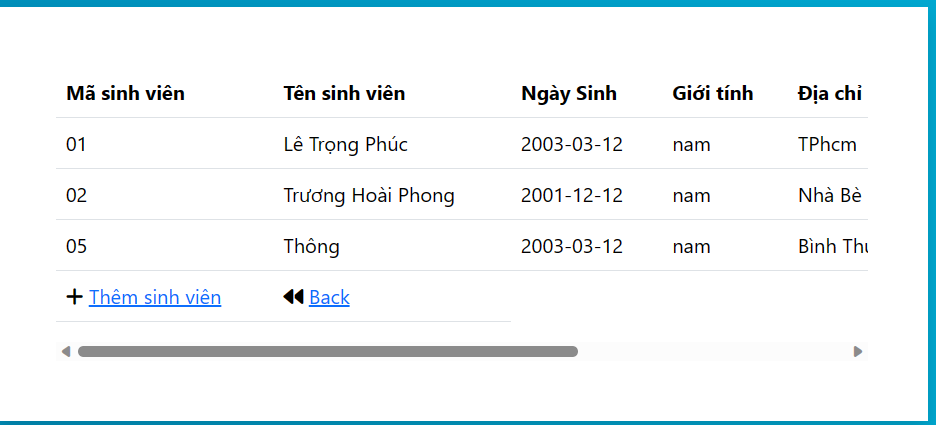 Mã sinh viên Tên sinh viên Ngày Sinh Giới tính Địa chỉ
01 Lê Trọng Phúc 2003-03-12 nam TPhcm
02 Trương Hoài Phong 2001-12-12 nam Nhà Bè
05 Thông 2003-03-12 nam Bình
Thêm sinh viên Back